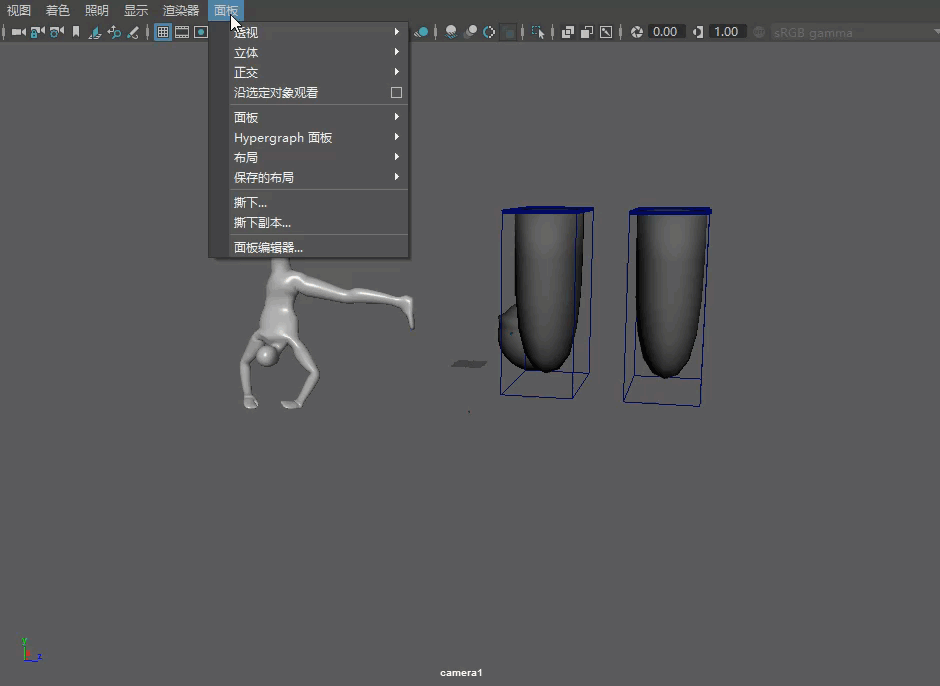 视图 着色 照明 显示 渲染器 面板
0.00 1.00 sRGB gamma
透视
立体
正交
沿选定对象观看
面板
Hypergraph 面板
布局
保存的布局
撕下...
撕下副本...
面板编辑器...
y
z
camera1